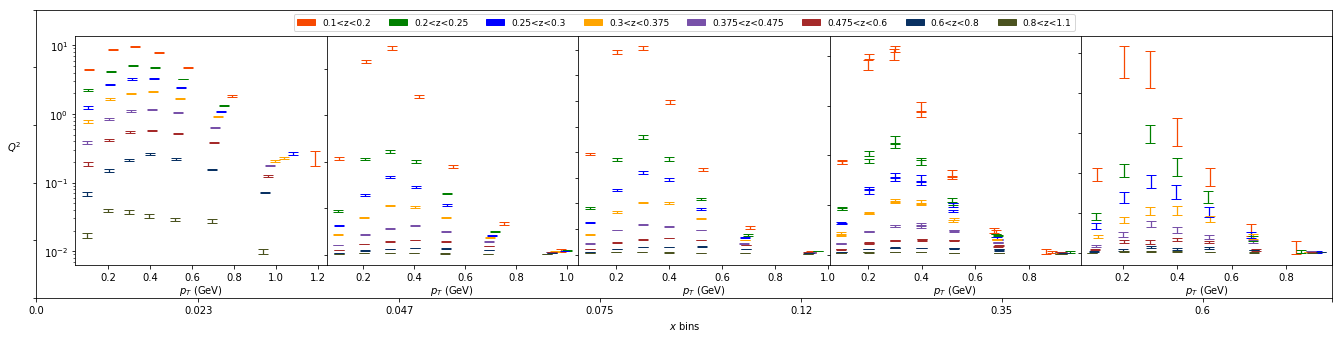 0.1<z<0.2 0.2<z<0.25 0.25<z<0.3 0.3<z<0.375 0.375<z<0.475 0.475<z<0.6 0.6<z<0.8 0.8<z<1.1
10¹
10⁰
Q²
10⁻¹
10⁻²
0.2 0.4 0.6 0.8 1.0 1.2 0.2 0.4 0.6 0.8 1.0 0.2 0.4 0.6 0.8 1.0 0.2 0.4 0.6 0.8 0.2 0.4 0.6 0.8
p_T (GeV) p_T (GeV) p_T (GeV) p_T (GeV) p_T (GeV)
0.0 0.023 0.047 0.075 0.12 0.35 0.6
x bins